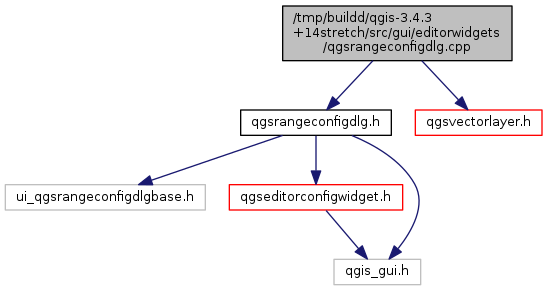 /tmp/buildd/qgis-3.4.3
+14stretch/src/gui/editorwidgets
/qgsrangeconfigdlg.cpp
qgsrangeconfigdlg.h
qgsvectorlayer.h
ui_qgsrangeconfigdlgbase.h
qgseditorconfigwidget.h
qgis_gui.h